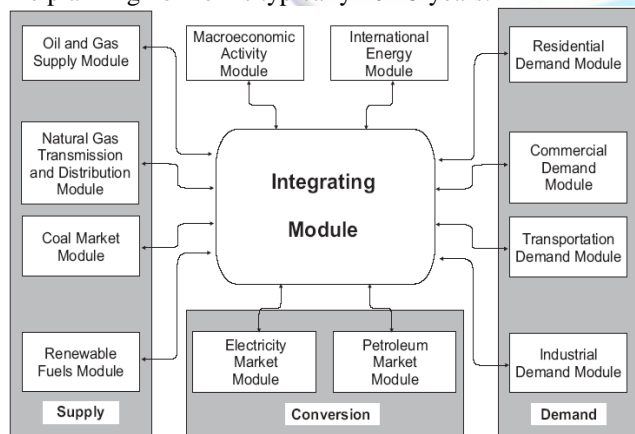 Oil and Gas
Supply Module
Macroeconomic
Activity
Module
International
Energy
Module
Residential
Demand Module
Natural Gas
Transmission
and Distribution
Module
Commercial
Demand
Module
Integrating
Module
Coal Market
Module
Transportation
Demand Module
Renewable
Fuels Module
Electricity
Market
Module
Petroleum
Market
Module
Industrial
Demand Module
Supply
Conversion
Demand